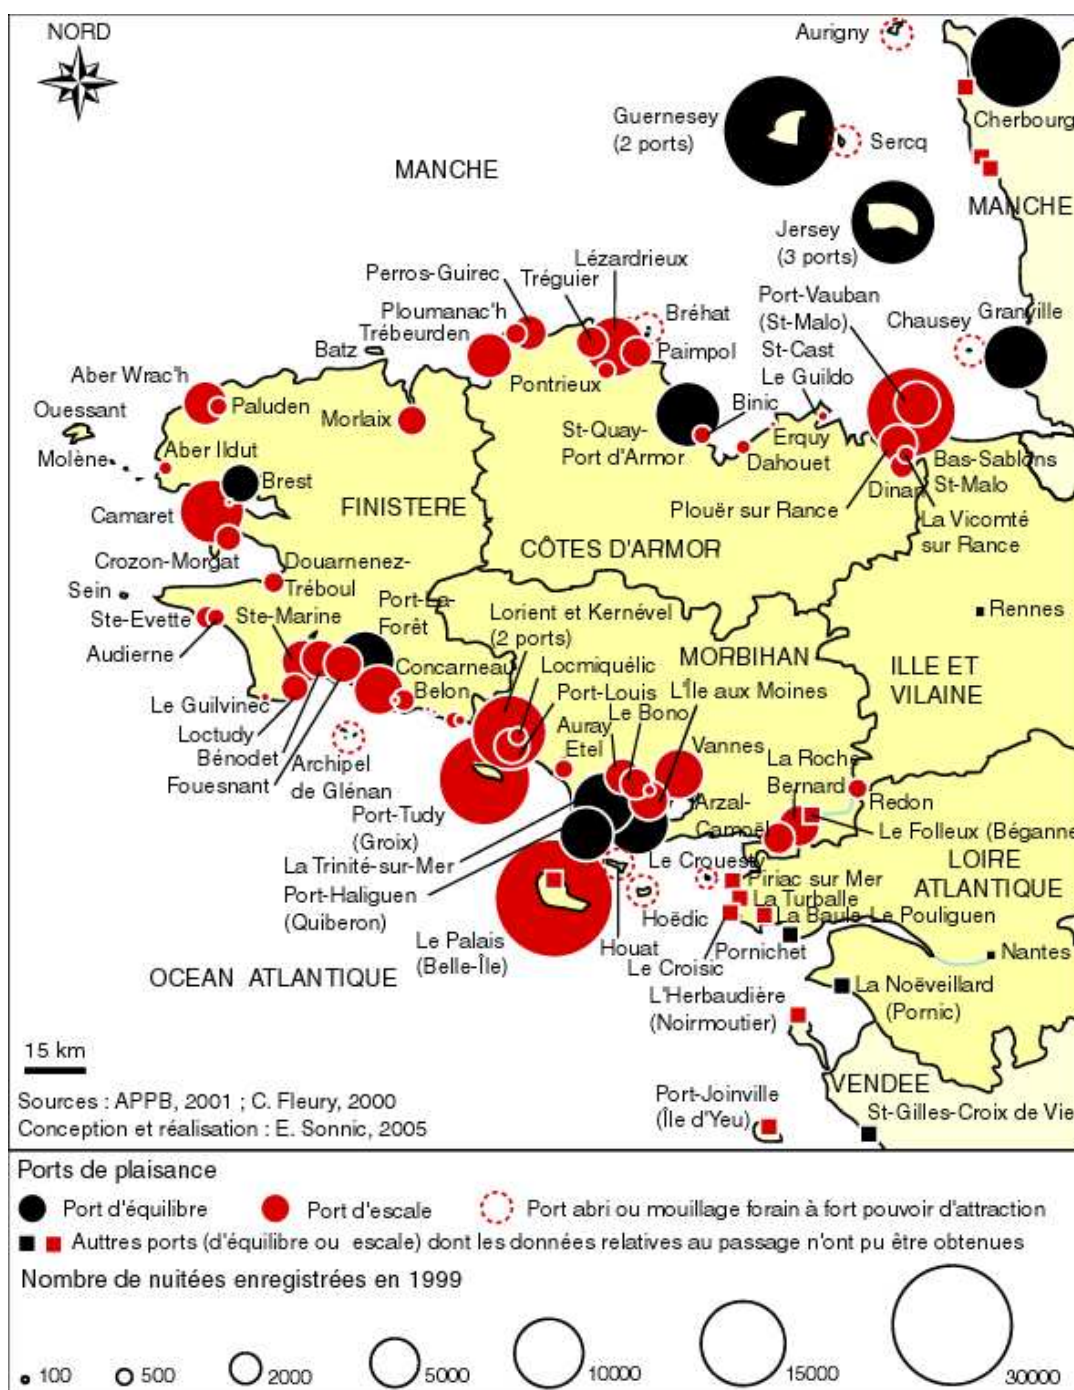 NORD
Aurigny
Cherbourg
Guernesey
(2 ports)
Sercq
MANCHE
MANCHE
Jersey
(3 ports)
Lézardrieux
Perros-Guirec
Tréguier
Ploumanac'h
Trébeurden
Port-Vauban
(St-Malo)
Bréhat
Chausey
Granville
Batz
Paimpol
St-Cast
Le Guildo
Aber Wrac'h
Pontrieux
Ouessant
Paluden
Morlaix
Binic
St-Quay-
Port d'Armor
Erquy
Dahouet
Molène
Aber Ildut
Brest
Bas-Sablons
St-Malo
Dinan
Camaret
FINISTERE
Plouër sur Rance
La Vicomté
sur Rance
CÔTES D'ARMOR
Crozon-Morgat
Douarnenez-
Tréboul
Sein
Ste-Evette
Ste-Marine
Port-La-
Forêt
Lorient et Kernével
(2 ports)
Rennes
Audierne
Locmiquélic
MORBIHAN
ILLE ET
VILAINE
Concarneau
Belon
Port-Louis
L'Île aux Moines
Le Guilvinec
Le Bono
Loctudy
Auray
Etel
Vannes
Bénodet
La Roche
Bernard
Fouesnant
Archipel
de Glénan
Redon
Port-Tudy
(Groix)
Arzal-
Camoël
Le Folleux (Béganne
La Trinité-sur-Mer
Le Crouesty
LOIRE
ATLANTIQUE
Port-Haliguen
(Quiberon)
Piriac sur Mer
La Turballe
La Baule-Le Pouliguen
Hoëdic
Le Palais
(Belle-Île)
Houat
Pornichet
Nantes
Le Croisic
OCEAN ATLANTIQUE
L'Herbaudière
(Noirmoutier)
La Noëveillard
(Pornic)
15 km
VENDEE
Port-Joinville
(Île d'Yeu)
St-Gilles-Croix de Vie
Sources : APPB, 2001 ; C. Fleury, 2000
Conception et réalisation : E. Sonnic, 2005
Ports de plaisance
Port d'équilibre
Port d'escale
Port abri ou mouillage forain à fort pouvoir d'attraction
Auttres ports (d'équilibre ou escale) dont les données relatives au passage n'ont pu être obtenues
Nombre de nuitées enregistrées en 1999
100
500
2000
5000
10000
15000
30000